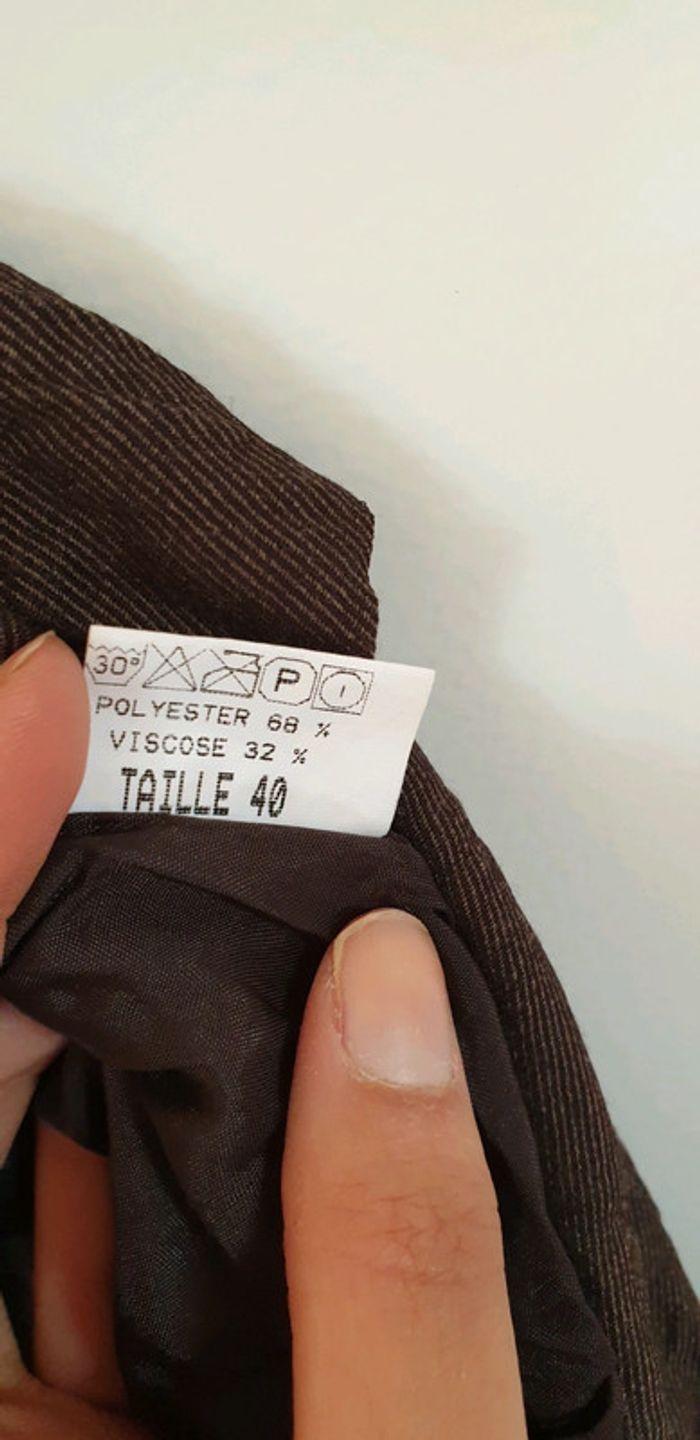 30° P
POLYESTER 68 %
VISCOSE 32 %
TAILLE 40